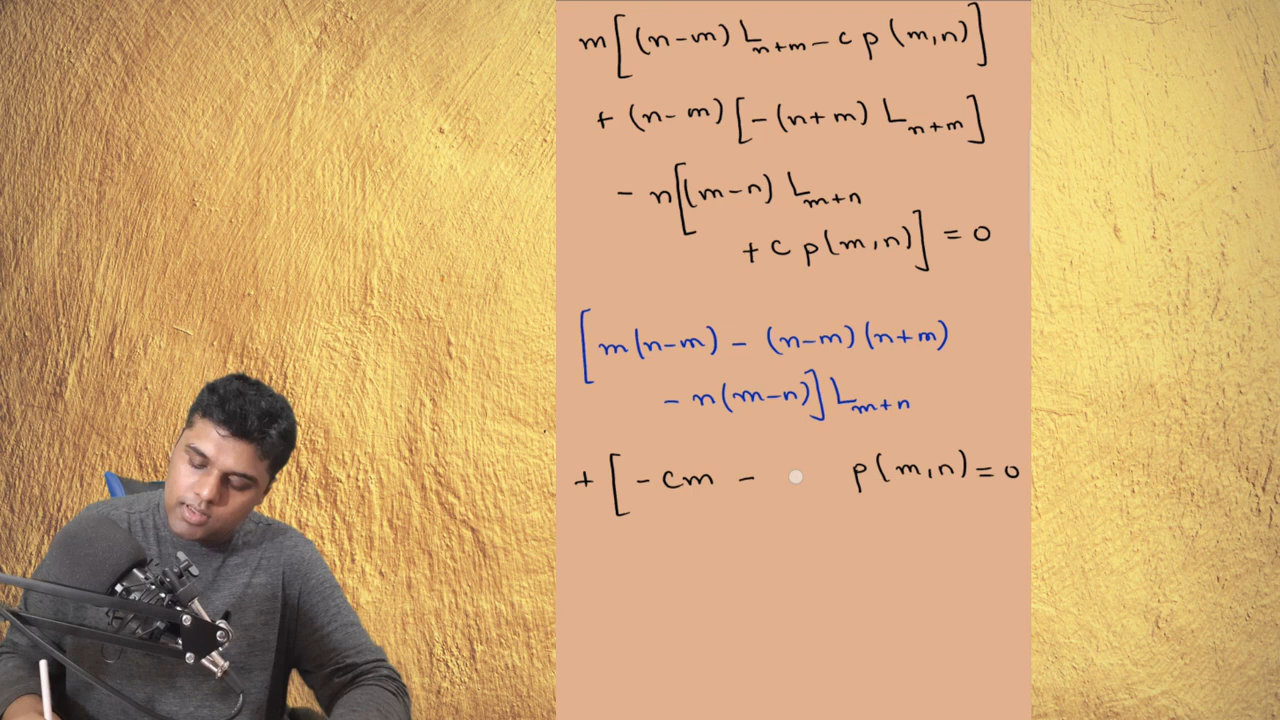 m[(n-m) L_{n+m} - c p(m,n)]
+ (n-m) [-(n+m) L_{n+m}]
- n[(m-n) L_{m+n}
+ c p(m,n)] = 0
[m(n-m) - (n-m)(n+m)
- n(m-n)] L_{m+n}
+ [-cm - p(m,n) = 0